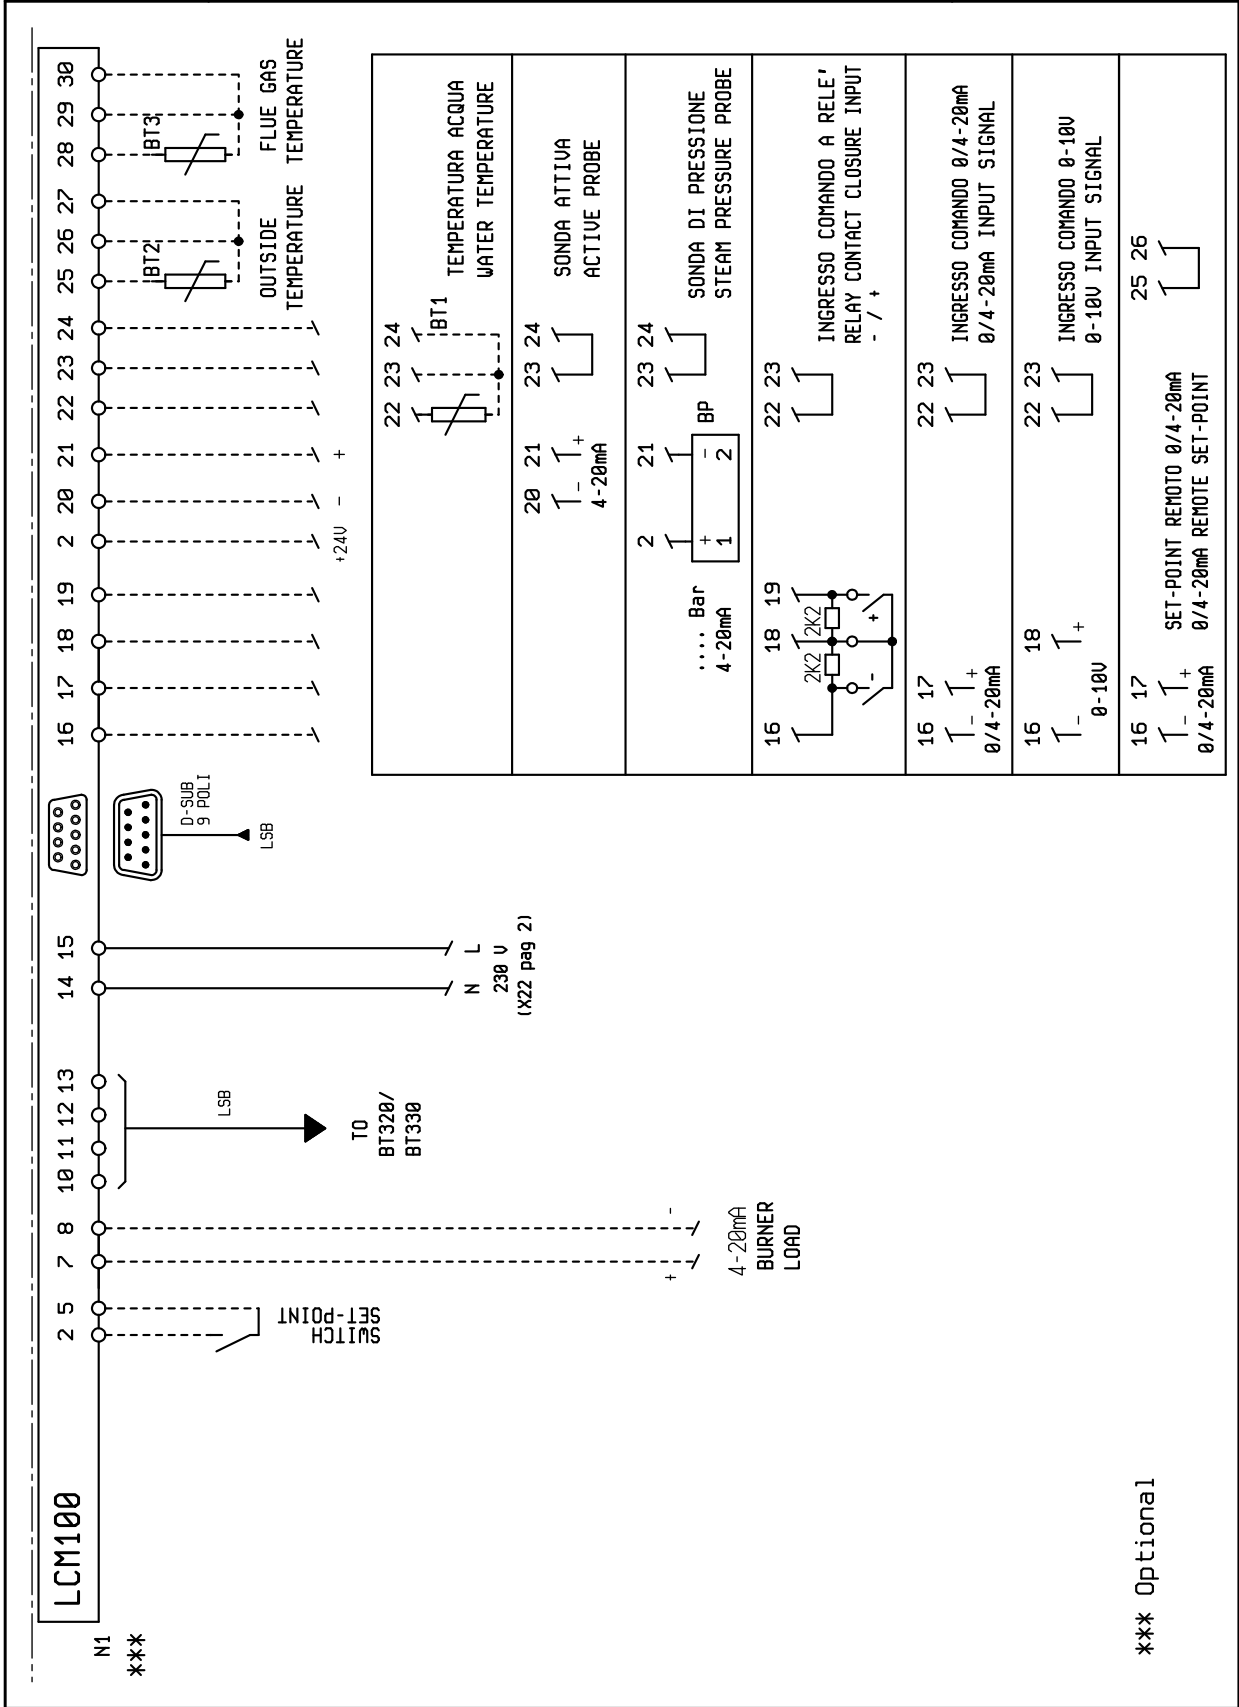 LCM100
N1
***
2 5 7 8 10 11 12 13 14 15 16 17 18 19 2 20 21 22 23 24 25 26 27 28 29 30
SWITCH
SET-POINT
+ -
4-20mA
BURNER
LOAD
LSB
TO
BT320/
BT330
N L
230 V
(X22 pag 2)
D-SUB
9 POLI
LSB
+24V - +
BT2
OUTSIDE
TEMPERATURE
BT3
FLUE GAS
TEMPERATURE
22 23 24
BT1
TEMPERATURA ACQUA
WATER TEMPERATURE
20 21 23 24
- +
4-20mA
SONDA ATTIVA
ACTIVE PROBE
2 21 23 24
.... Bar
4-20mA
+ -
1 2
BP
SONDA DI PRESSIONE
STEAM PRESSURE PROBE
16 18 19 22 23
2K2 2K2
- +
INGRESSO COMANDO A RELE'
RELAY CONTACT CLOSURE INPUT
- / +
16 17 22 23
- +
0/4-20mA
INGRESSO COMANDO 0/4-20mA
0/4-20mA INPUT SIGNAL
16 18 22 23
- +
0-10V
INGRESSO COMANDO 0-10V
0-10V INPUT SIGNAL
16 17 25 26
- +
0/4-20mA
SET-POINT REMOTO 0/4-20mA
0/4-20mA REMOTE SET-POINT
*** Optional